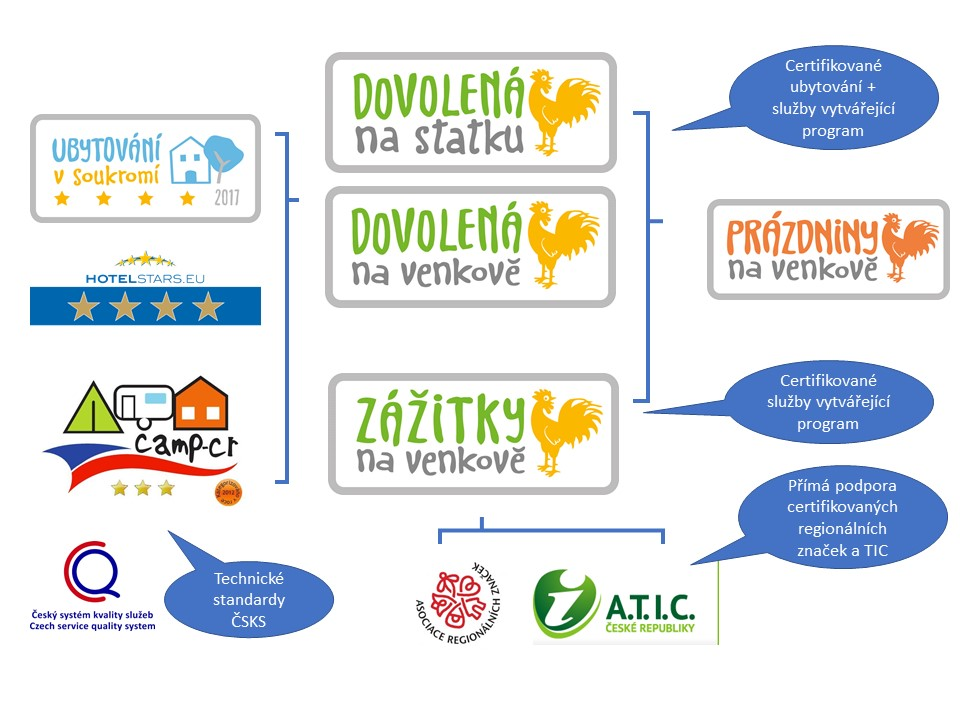 UBYTOVÁNÍ
v soukromí
2017
HOTELSTARS.EU
camp-cr
2012
Český systém kvality služeb
Czech service quality system
Technické
standardy
ČSKS
DOVOLENÁ
na statku
DOVOLENÁ
na venkově
ZÁŽITKY
na venkově
ASOCIACE REGIONÁLNÍCH ZNAČEK
A.T.I.C.
ČESKÉ REPUBLIKY
Certifikované
ubytování +
služby vytvářející
program
PRÁZDNINY
na venkově
Certifikované
služby vytvářející
program
Přímá podpora
certifikovaných
regionálních
značek a TIC